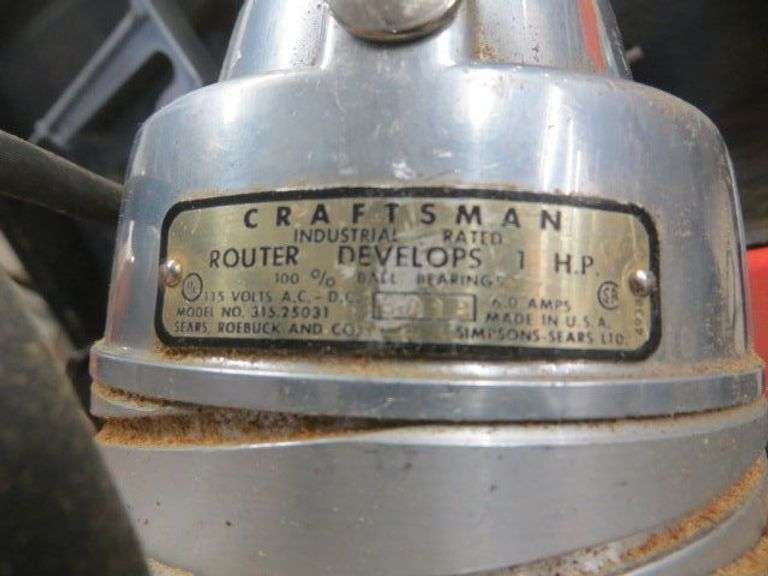 CRAFTSMAN
INDUSTRIAL RATED
ROUTER DEVELOPS 1 H.P.
100 % BALL BEARINGS
115 VOLTS A.C. - D.C. 6.0 AMPS
MODEL NO. 315.25031 MADE IN U.S.A.
SEARS, ROEBUCK AND CO. SIMPSONS-SEARS LTD.